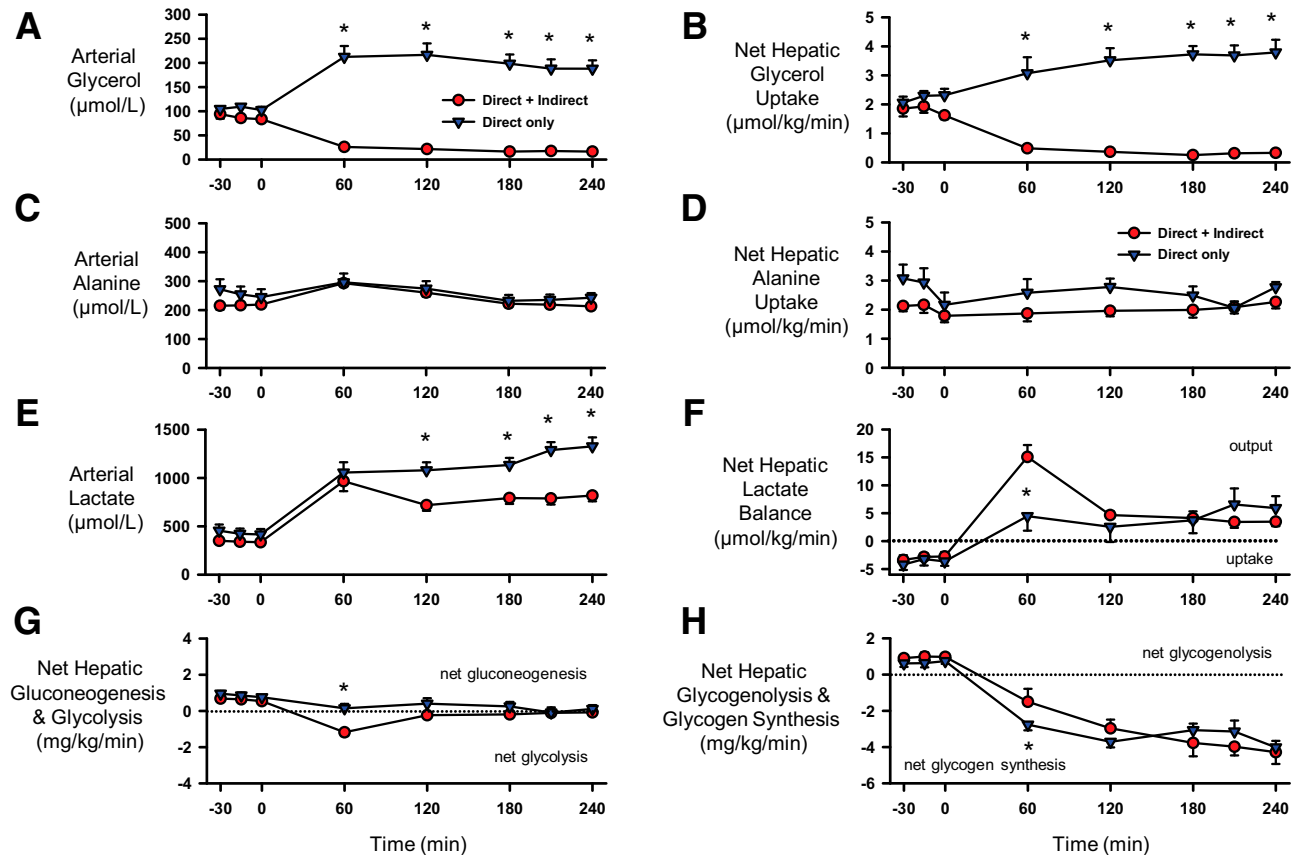 A
Arterial
Glycerol
(µmol/L)
300
250
200
150
100
50
0
* * * * *
Direct + Indirect
Direct only
-30 0 60 120 180 240
B
Net Hepatic
Glycerol
Uptake
(µmol/kg/min)
5
4
3
2
1
0
* * * * *
-30 0 60 120 180 240
C
Arterial
Alanine
(µmol/L)
500
400
300
200
100
0
-30 0 60 120 180 240
D
Net Hepatic
Alanine
Uptake
(µmol/kg/min)
5
4
3
2
1
0
Direct + Indirect
Direct only
-30 0 60 120 180 240
E
Arterial
Lactate
(µmol/L)
1500
1000
500
0
* * * *
-30 0 60 120 180 240
F
Net Hepatic
Lactate
Balance
(µmol/kg/min)
20
15
10
5
0
-5
output
*
uptake
-30 0 60 120 180 240
G
Net Hepatic
Gluconeogenesis
& Glycolysis
(mg/kg/min)
4
2
0
-2
-4
net gluconeogenesis
*
net glycolysis
-30 0 60 120 180 240
Time (min)
H
Net Hepatic
Glycogenolysis &
Glycogen Synthesis
(mg/kg/min)
2
0
-2
-4
-6
net glycogenolysis
*
net glycogen synthesis
-30 0 60 120 180 240
Time (min)